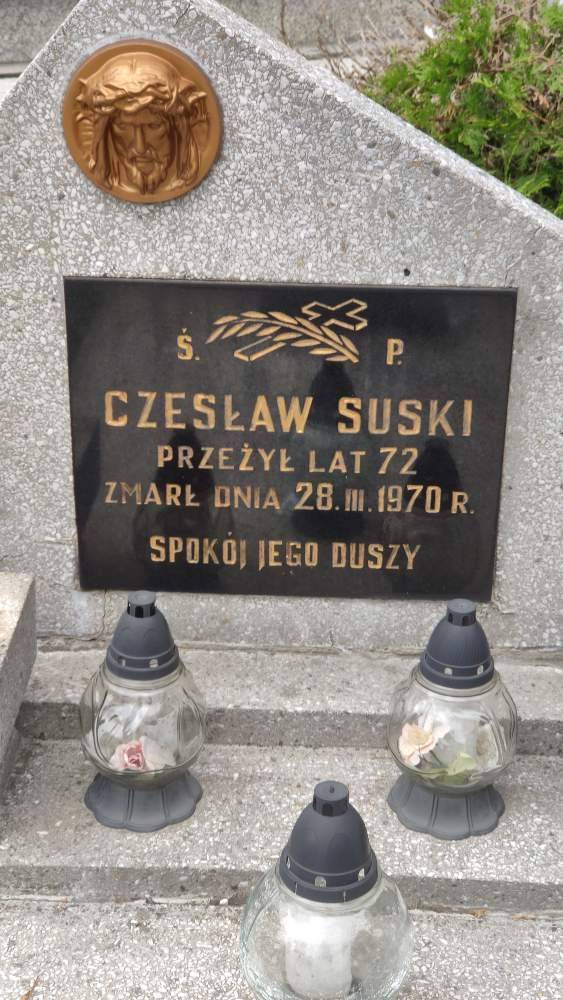 Ś. P.
CZESŁAW SUSKI
PRZEŻYŁ LAT 72
ZMARŁ DNIA 28.III.1970 R.
SPOKÓJ JEGO DUSZY